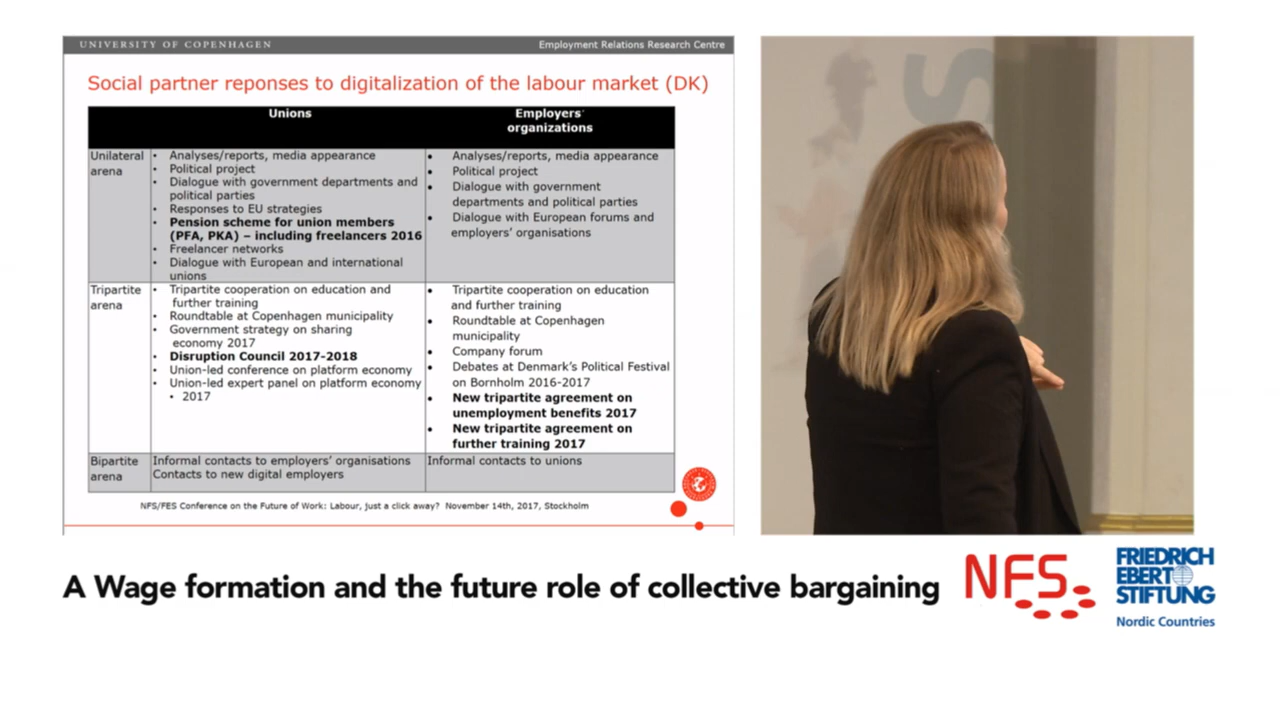 UNIVERSITY OF COPENHAGEN
Employment Relations Research Centre
Social partner reponses to digitalization of the labour market (DK)
Unions
Employers'
organizations
Unilateral
arena
• Analyses/reports, media appearance
• Political project
• Dialogue with government departments and
political parties
• Responses to EU strategies
• Pension scheme for union members
(PFA, PKA) – including freelancers 2016
• Freelancer networks
• Dialogue with European and international
unions
• Analyses/reports, media appearance
• Political project
• Dialogue with government
departments and political parties
• Dialogue with European forums and
employers' organisations
Tripartite
arena
• Tripartite cooperation on education and
further training
• Roundtable at Copenhagen municipality
• Government strategy on sharing
economy 2017
• Disruption Council 2017-2018
• Union-led conference on platform economy
• Union-led expert panel on platform economy
• 2017
• Tripartite cooperation on education
and further training
• Roundtable at Copenhagen
municipality
• Company forum
• Debates at Denmark's Political Festival
on Bornholm 2016-2017
• New tripartite agreement on
unemployment benefits 2017
• New tripartite agreement on
further training 2017
Bipartite
arena
Informal contacts to employers' organisations
Contacts to new digital employers
Informal contacts to unions
NFS/FES Conference on the Future of Work: Labour, just a click away? November 14th, 2017, Stockholm
A Wage formation and the future role of collective bargaining
NFS
FRIEDRICH
EBERT
STIFTUNG
Nordic Countries